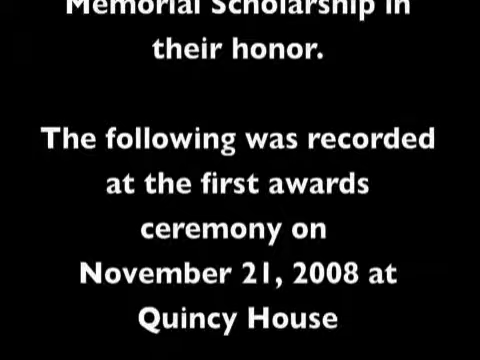 Memorial Scholarship in
their honor.
The following was recorded
at the first awards
ceremony on
November 21, 2008 at
Quincy House